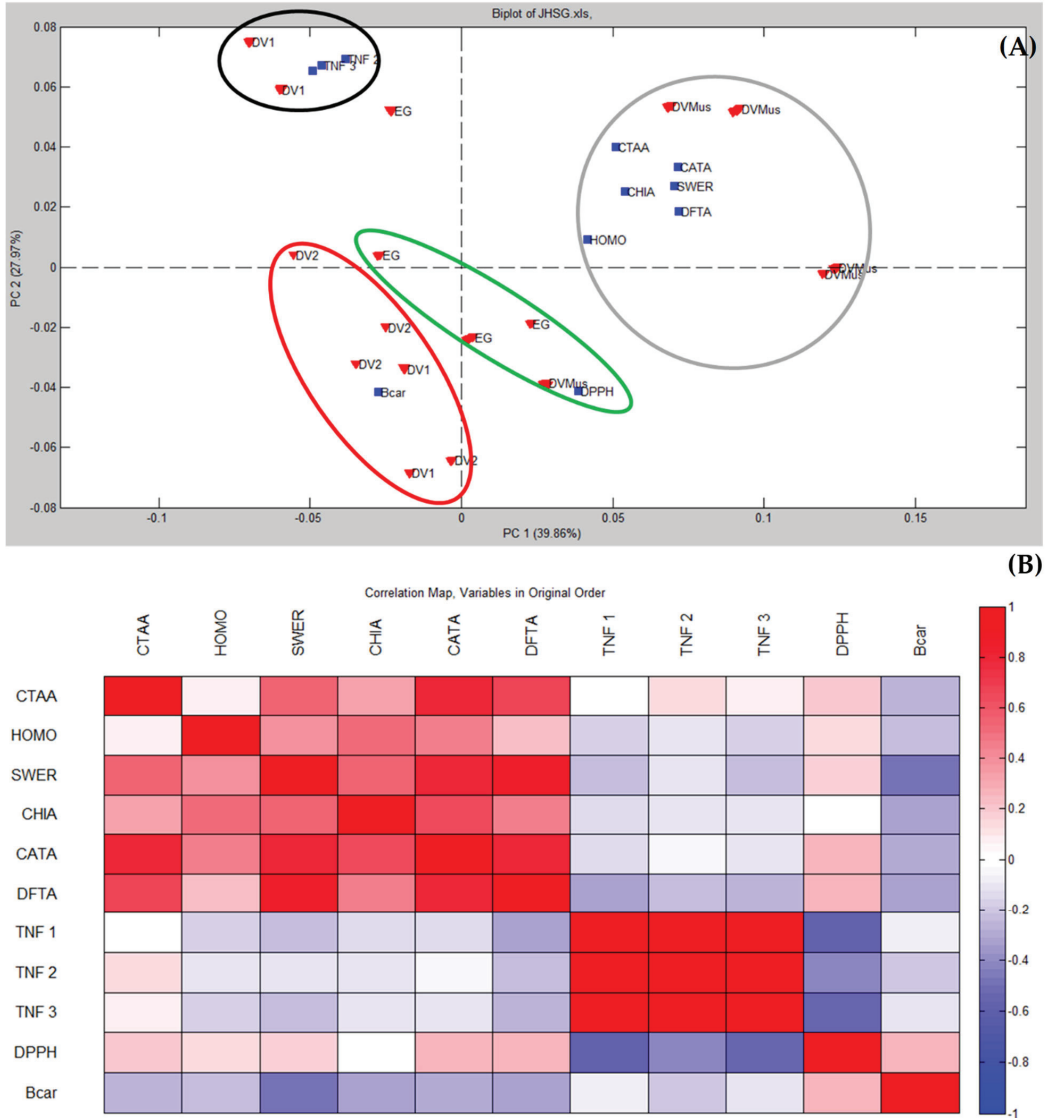 Biplot of JHSG.xls,
(A)
0.08
0.06
0.04
0.02
0
-0.02
-0.04
-0.06
-0.08
PC 2 (27.97%)
DV1
TNF 2
TNF 3
DV1
EG
DVMus
DVMus
CTAA
CATA
SWER
CHIA
DFTA
HOMO
DVMus
DVMus
DV2
EG
DV2
EG
EG
DV2
DV1
Bcar
DVMus
DPPH
DV2
DV1
-0.1
-0.05
0
0.05
0.1
0.15
PC 1 (39.86%)
(B)
Correlation Map, Variables in Original Order
CTAA HOMO SWER CHIA CATA DFTA TNF 1 TNF 2 TNF 3 DPPH Bcar
CTAA
HOMO
SWER
CHIA
CATA
DFTA
TNF 1
TNF 2
TNF 3
DPPH
Bcar
1
0.8
0.6
0.4
0.2
0
-0.2
-0.4
-0.6
-0.8
-1